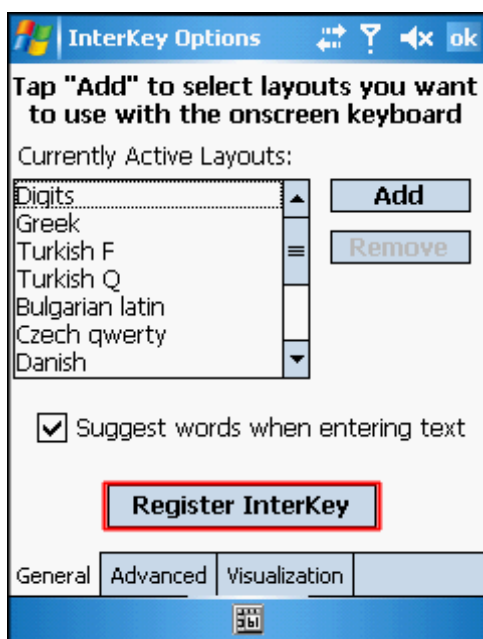 InterKey Options
ok
Tap "Add" to select layouts you want
to use with the onscreen keyboard
Currently Active Layouts:
Digits
Greek
Turkish F
Turkish Q
Bulgarian latin
Czech qwerty
Danish
Add
Remove
Suggest words when entering text
Register InterKey
General
Advanced
Visualization